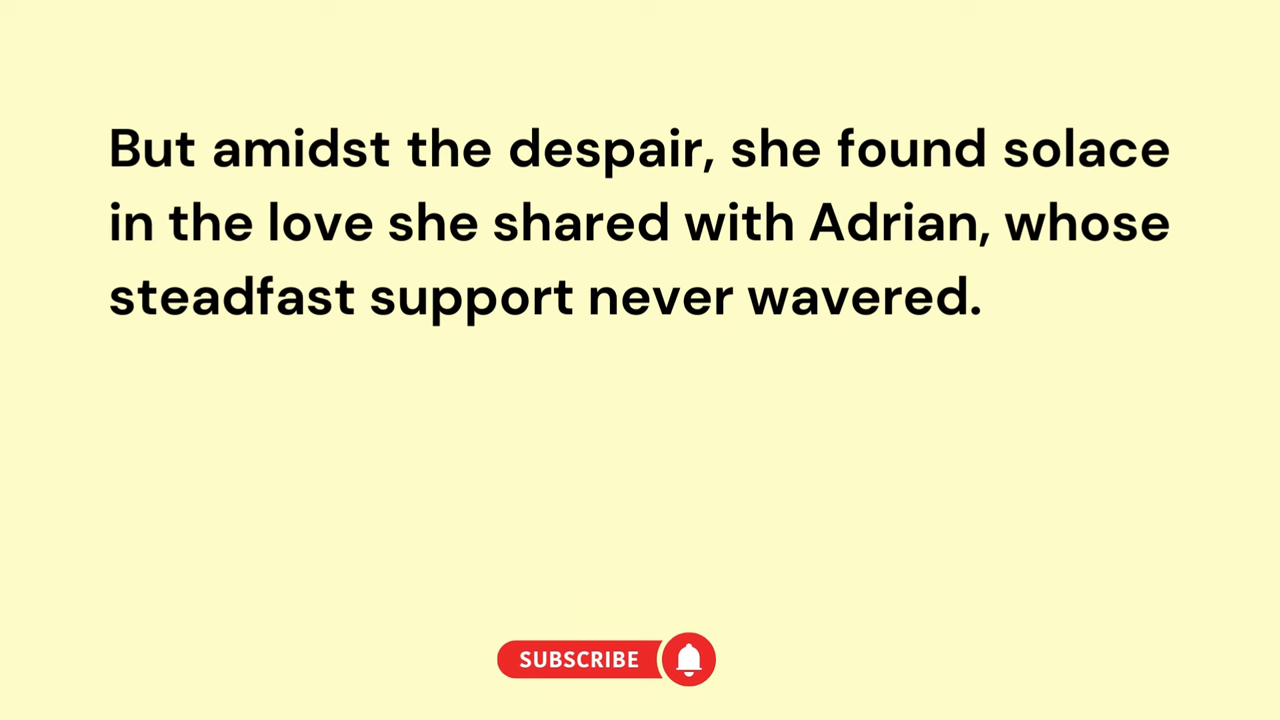 But amidst the despair, she found solace
in the love she shared with Adrian, whose
steadfast support never wavered.
SUBSCRIBE